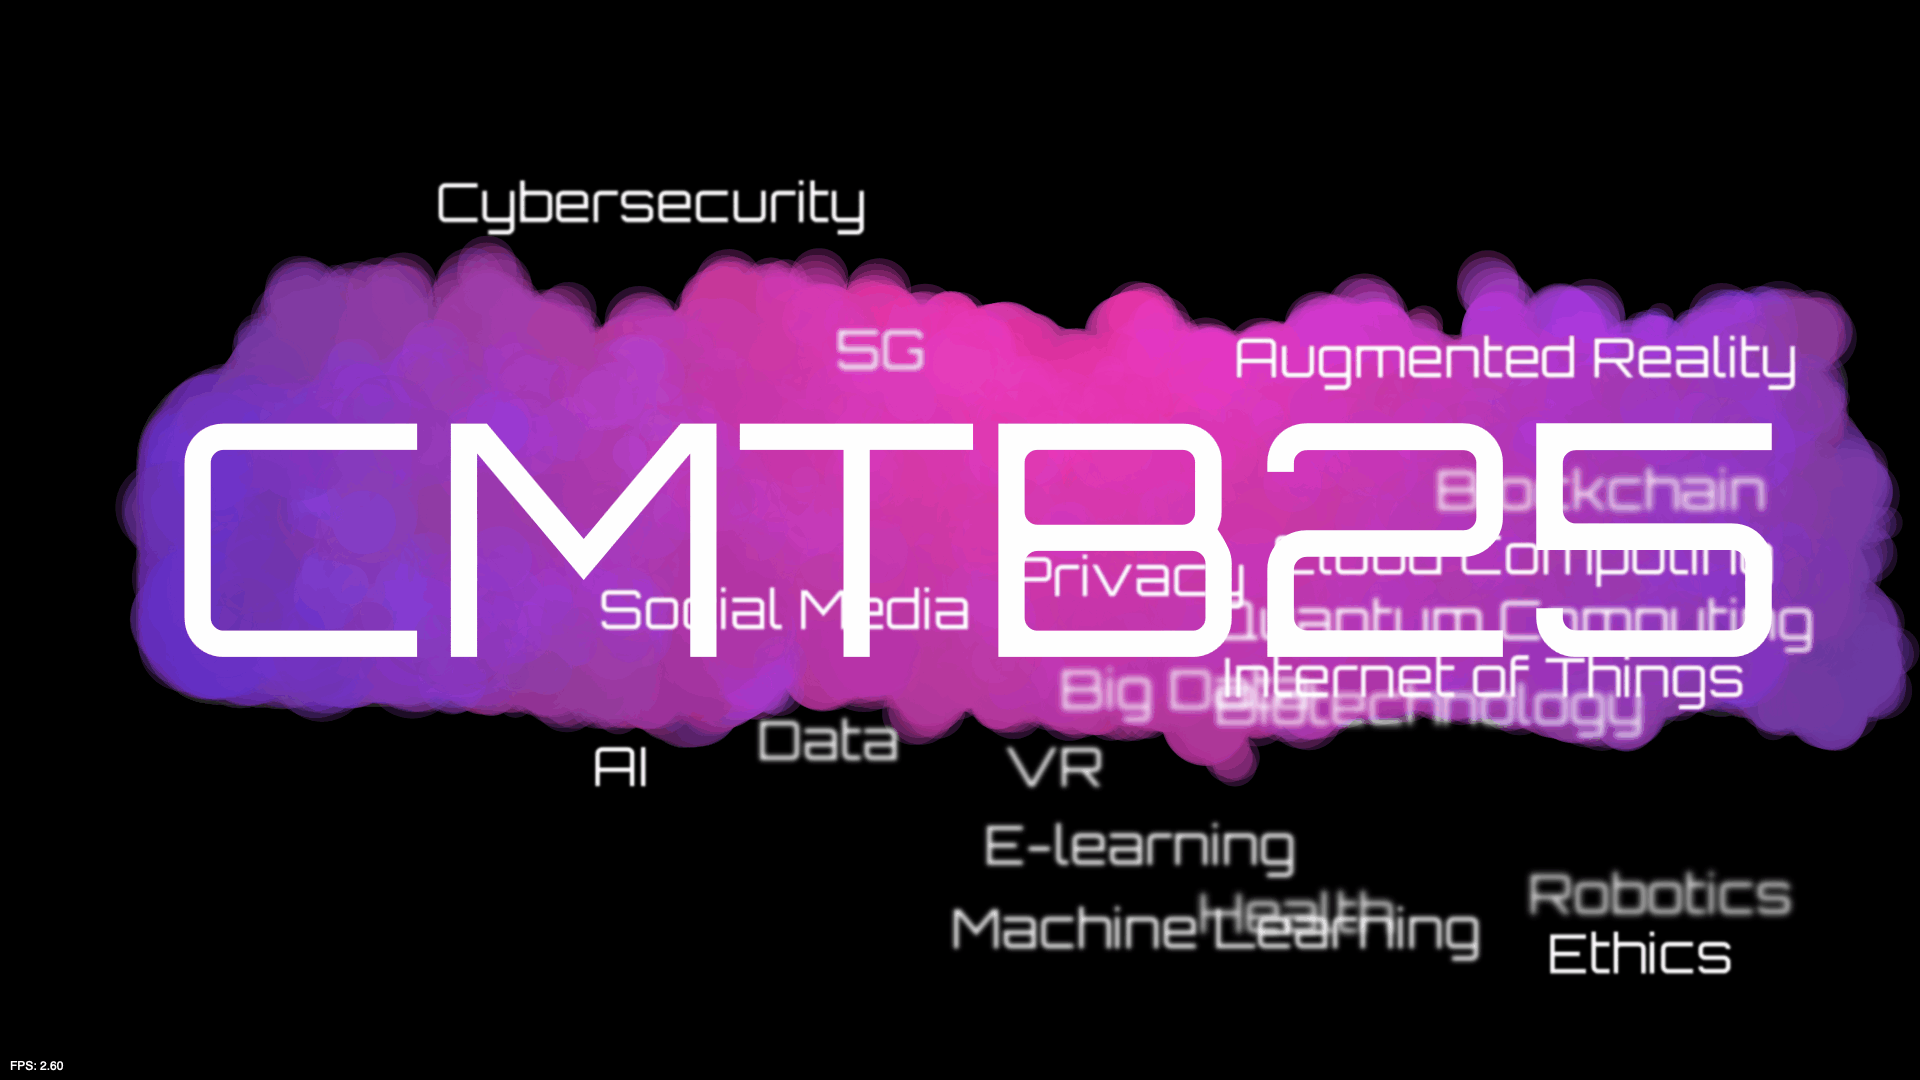 Cybersecurity
5G
Augmented Reality
CMTB25
Blockchain
Cloud Computing
Privacy
Social Media
Quantum Computing
Internet of Things
Big Data
Biotechnology
Data
AI
VR
E-learning
Robotics
Health
Machine Learning
Ethics
FPS: 2.60